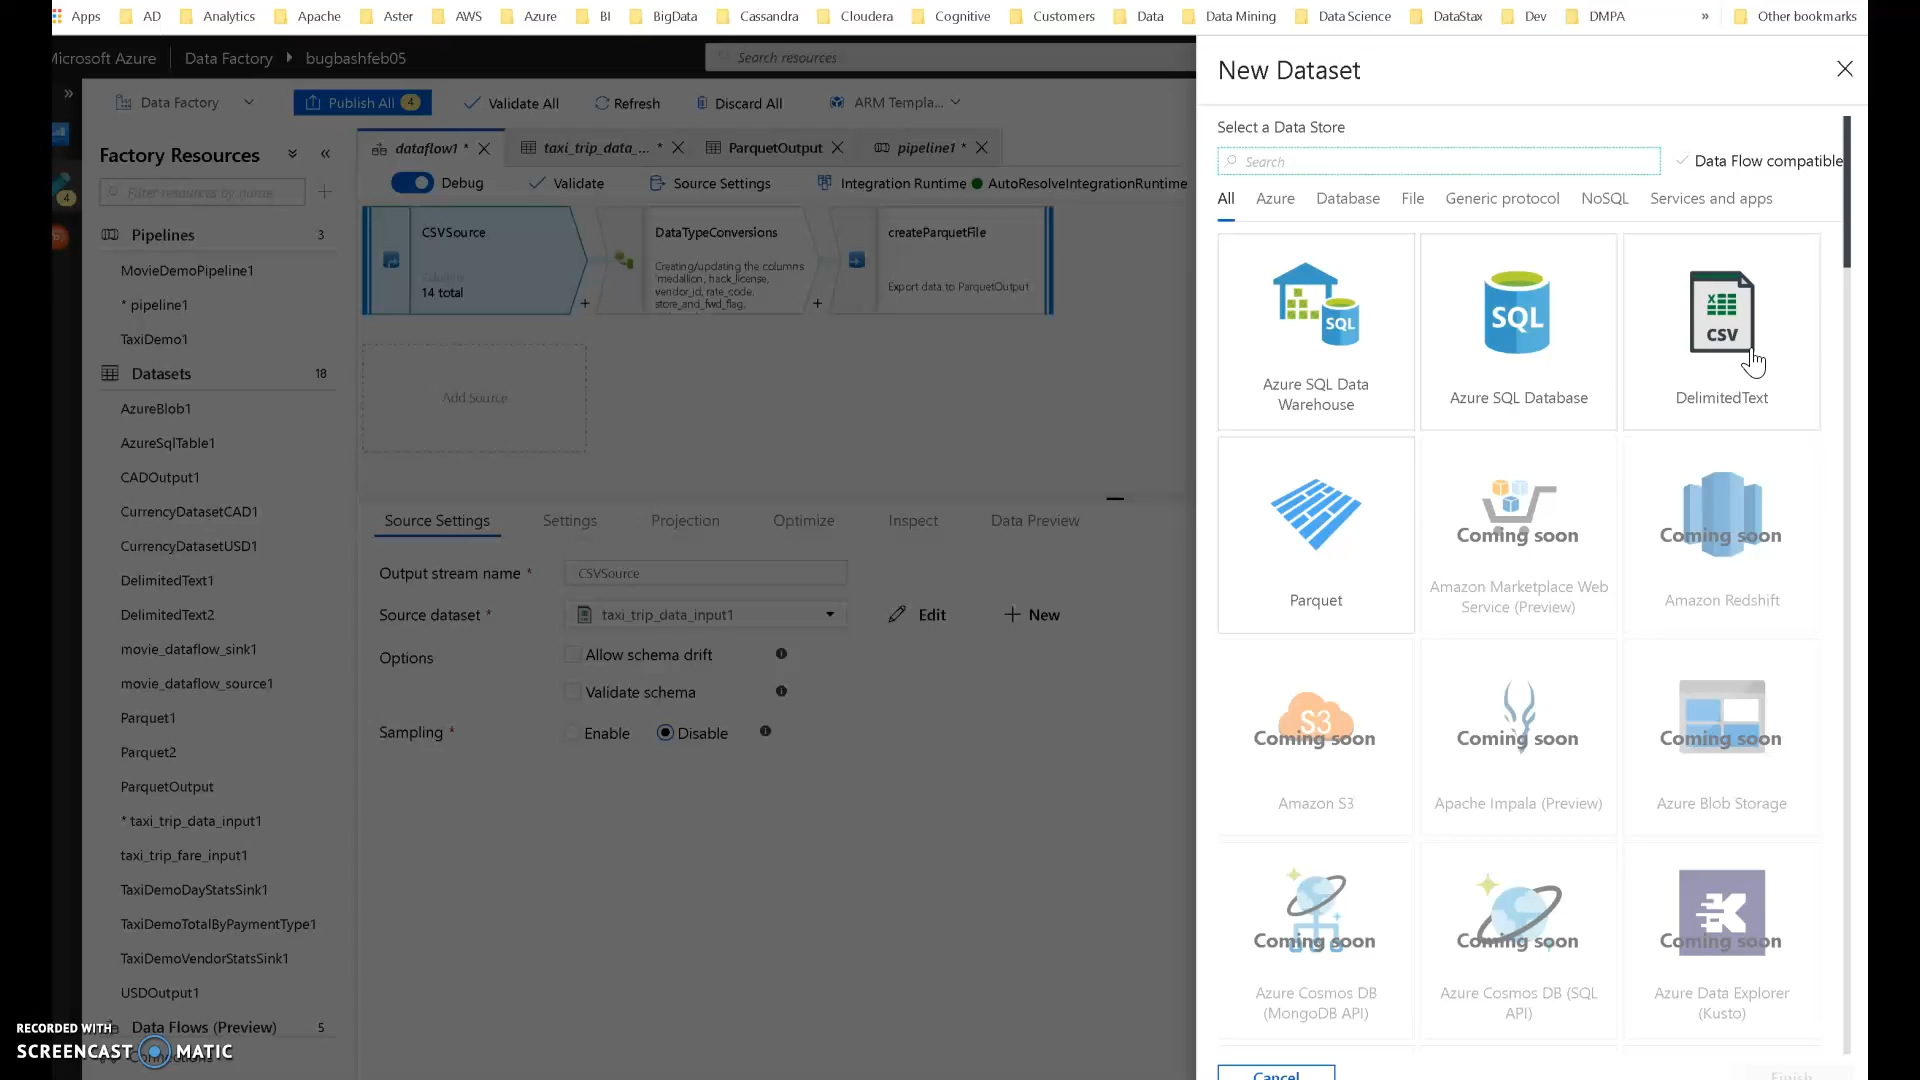 Apps AD Analytics Apache Aster AWS Azure BI BigData Cassandra Cloudera Cognitive Customers Data Data Mining Data Science DataStax Dev DMPA » Other bookmarks
Microsoft Azure Data Factory bugbashfeb05 Search resources
» Data Factory Publish All 4 Validate All Refresh Discard All ARM Templa...
Factory Resources «
dataflow1 * taxi_trip_data_... * ParquetOutput pipeline1 *
Filter resources by name
4
Debug Validate Source Settings Integration Runtime AutoResolveIntegrationRuntime
Pipelines 3
MovieDemoPipeline1
* pipeline1
TaxiDemo1
Datasets 18
AzureBlob1
AzureSqlTable1
CADOutput1
CurrencyDatasetCAD1
CurrencyDatasetUSD1
DelimitedText1
DelimitedText2
movie_dataflow_sink1
movie_dataflow_source1
Parquet1
Parquet2
ParquetOutput
* taxi_trip_data_input1
taxi_trip_fare_input1
TaxiDemoDayStatsSink1
TaxiDemoTotalByPaymentType1
TaxiDemoVendorStatsSink1
USDOutput1
Data Flows (Preview) 5
Connections
RECORDED WITH
SCREENCAST MATIC
CSVSource
Columns:
14 total
+
DataTypeConversions
Creating/updating the columns
'medallion, hack_license,
vendor_id, rate_code,
store_and_fwd_flag,
+
createParquetFile
Export data to ParquetOutput
Add Source
Source Settings Settings Projection Optimize Inspect Data Preview
Output stream name * CSVSource
Source dataset * taxi_trip_data_input1 Edit + New
Options Allow schema drift
Validate schema
Sampling * Enable Disable
New Dataset
Select a Data Store
Search Data Flow compatible
All Azure Database File Generic protocol NoSQL Services and apps
SQL
Azure SQL Data
Warehouse
SQL
Azure SQL Database
CSV
DelimitedText
Parquet
Coming soon
Amazon Marketplace Web
Service (Preview)
Coming soon
Amazon Redshift
S3
Coming soon
Amazon S3
Coming soon
Apache Impala (Preview)
Coming soon
Azure Blob Storage
Coming soon
Azure Cosmos DB
(MongoDB API)
Coming soon
Azure Cosmos DB (SQL
API)
Coming soon
Azure Data Explorer
(Kusto)
Cancel Finish